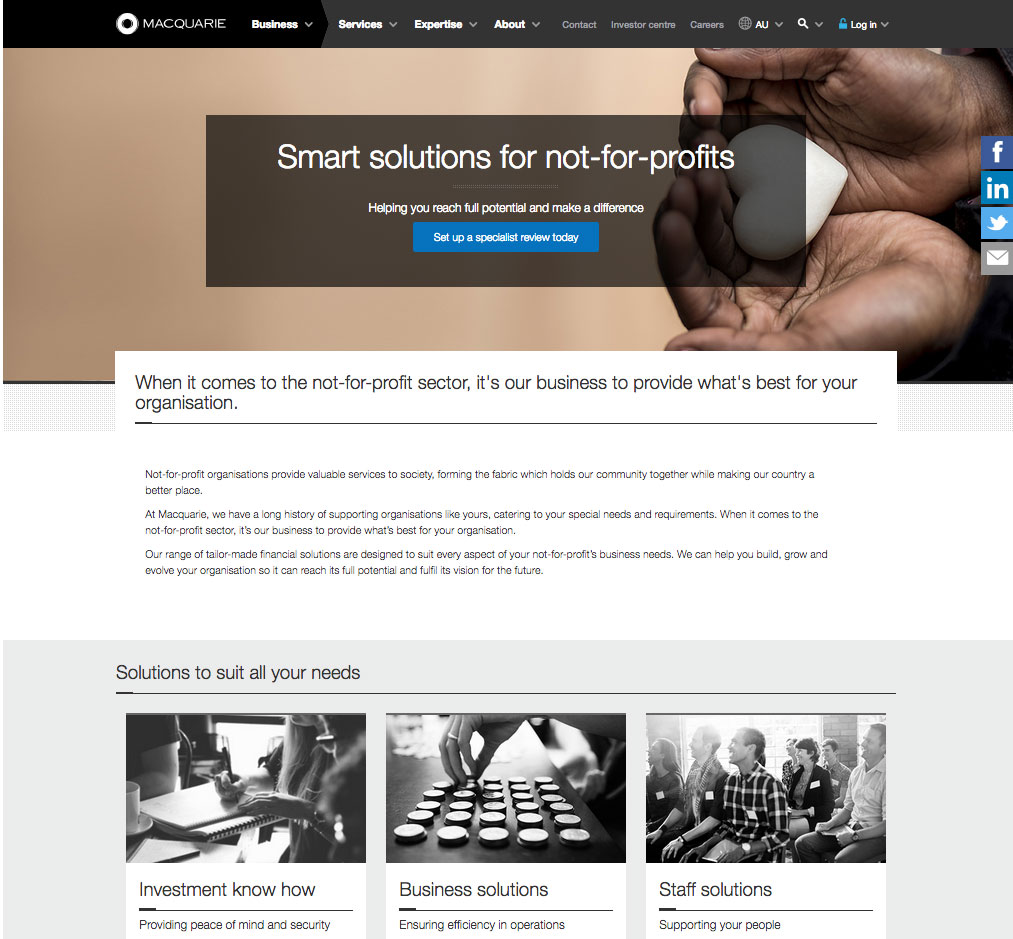 MACQUARIE Business Services Expertise About Contact Investor centre Careers AU Log in
Smart solutions for not-for-profits
Helping you reach full potential and make a difference
Set up a specialist review today
f
in
When it comes to the not-for-profit sector, it's our business to provide what's best for your
organisation.
Not-for-profit organisations provide valuable services to society, forming the fabric which holds our community together while making our country a
better place.
At Macquarie, we have a long history of supporting organisations like yours, catering to your special needs and requirements. When it comes to the
not-for-profit sector, it's our business to provide what's best for your organisation.
Our range of tailor-made financial solutions are designed to suit every aspect of your not-for-profit's business needs. We can help you build, grow and
evolve your organisation so it can reach its full potential and fulfil its vision for the future.
Solutions to suit all your needs
Investment know how
Providing peace of mind and security
Business solutions
Ensuring efficiency in operations
Staff solutions
Supporting your people